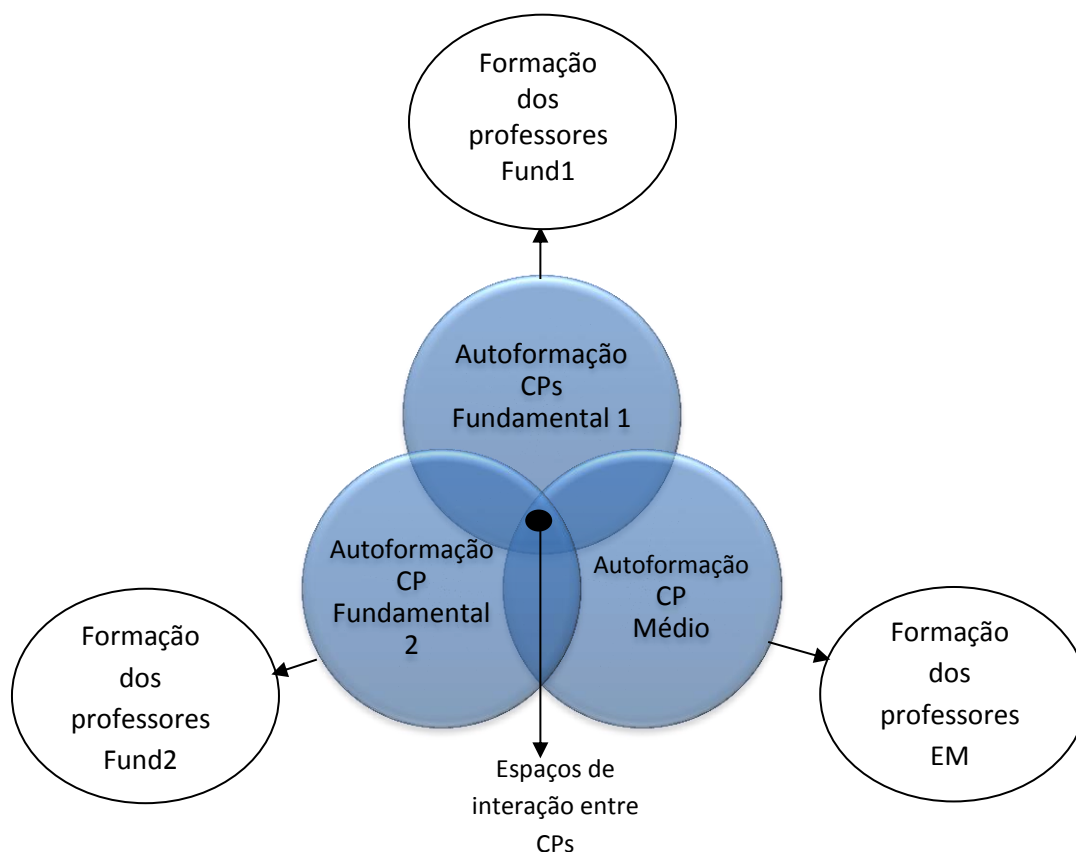 Formação
dos
professores
Fund1
Autoformação
CPs
Fundamental 1
Autoformação
CP
Fundamental
2
Autoformação
CP
Médio
Formação
dos
professores
Fund2
Formação
dos
professores
EM
Espaços de
interação entre
CPs